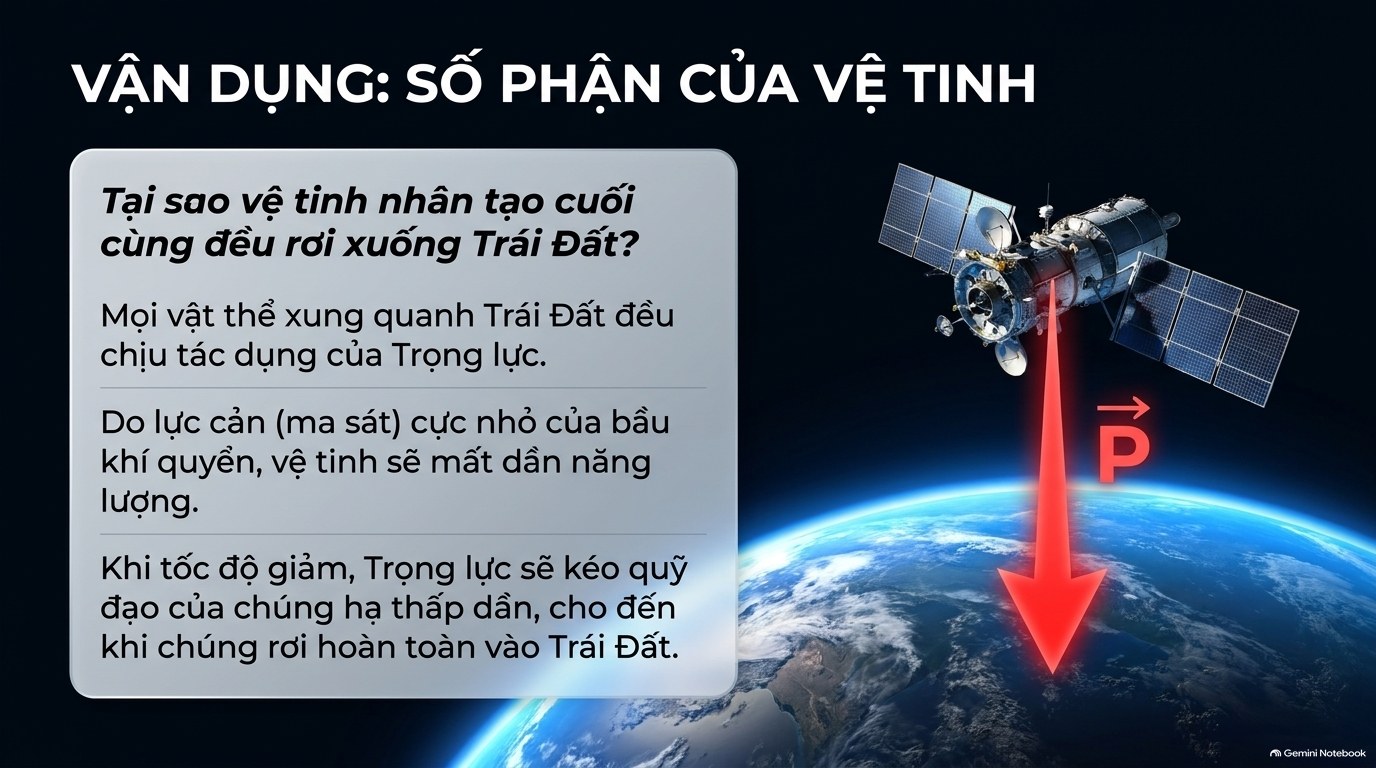 VẬN DỤNG: SỐ PHẬN CỦA VỆ TINH
Tại sao vệ tinh nhân tạo cuối
cùng đều rơi xuống Trái Đất?
Mọi vật thể xung quanh Trái Đất đều
chịu tác dụng của Trọng lực.
Do lực cản (ma sát) cực nhỏ của bầu
khí quyển, vệ tinh sẽ mất dần năng
lượng.
Khi tốc độ giảm, Trọng lực sẽ kéo quỹ
đạo của chúng hạ thấp dần, cho đến
khi chúng rơi hoàn toàn vào Trái Đất.
P
Gemini Notebook